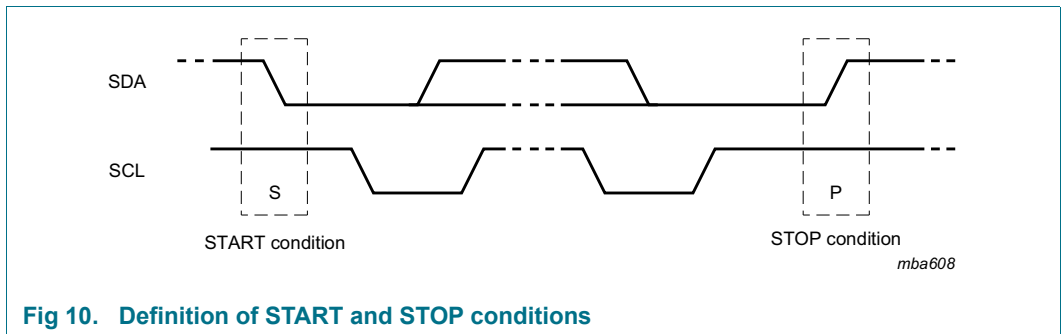 SDA
SCL
S
P
START condition
STOP condition
mba608
Fig 10. Definition of START and STOP conditions